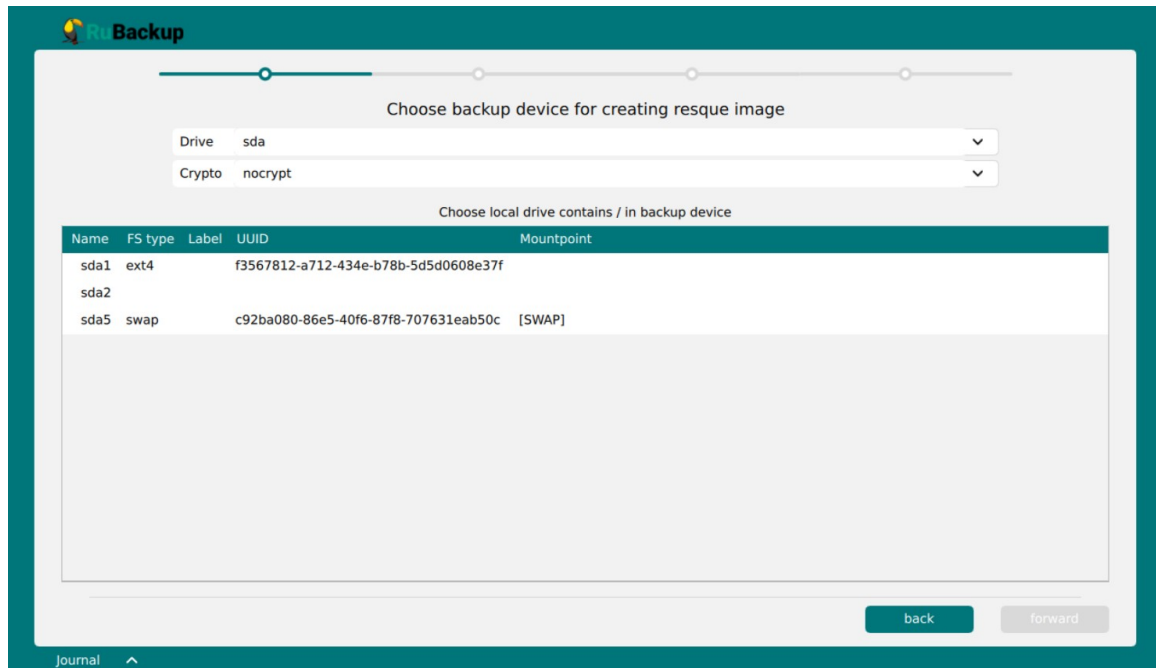 RuBackup
Choose backup device for creating resque image
Drive sda
Crypto nocrypt
Choose local drive contains / in backup device
Name FS type Label UUID Mountpoint
sda1 ext4 f3567812-a712-434e-b78b-5d5d0608e37f
sda2
sda5 swap c92ba080-86e5-40f6-87f8-707631eab50c [SWAP]
back forward
Journal